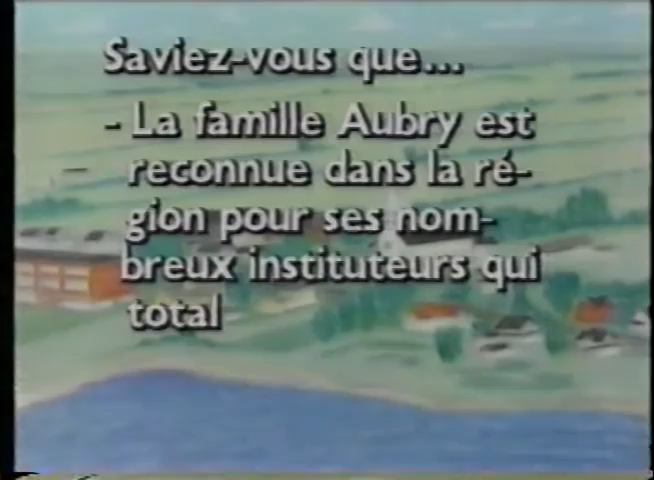 Saviez-vous que...
- La famille Aubry est
reconnue dans la ré-
gion pour ses nom-
breux instituteurs qui
total